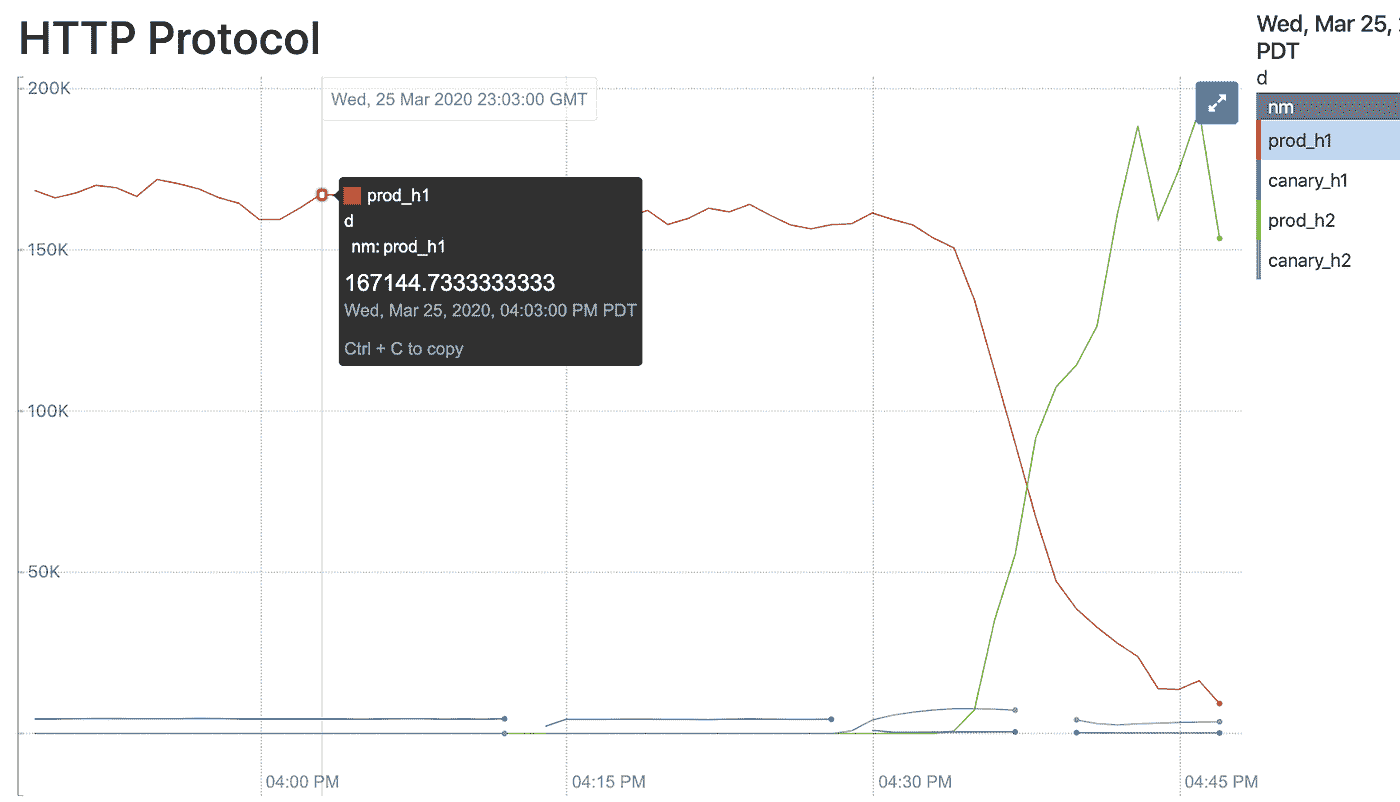 HTTP Protocol
Wed, Mar 25,
PDT
d
nm
prod_h1
canary_h1
prod_h2
canary_h2
200K
150K
100K
50K
Wed, 25 Mar 2020 23:03:00 GMT
prod_h1
d
nm: prod_h1
167144.7333333333
Wed, Mar 25, 2020, 04:03:00 PM PDT
Ctrl + C to copy
04:00 PM
04:15 PM
04:30 PM
04:45 PM